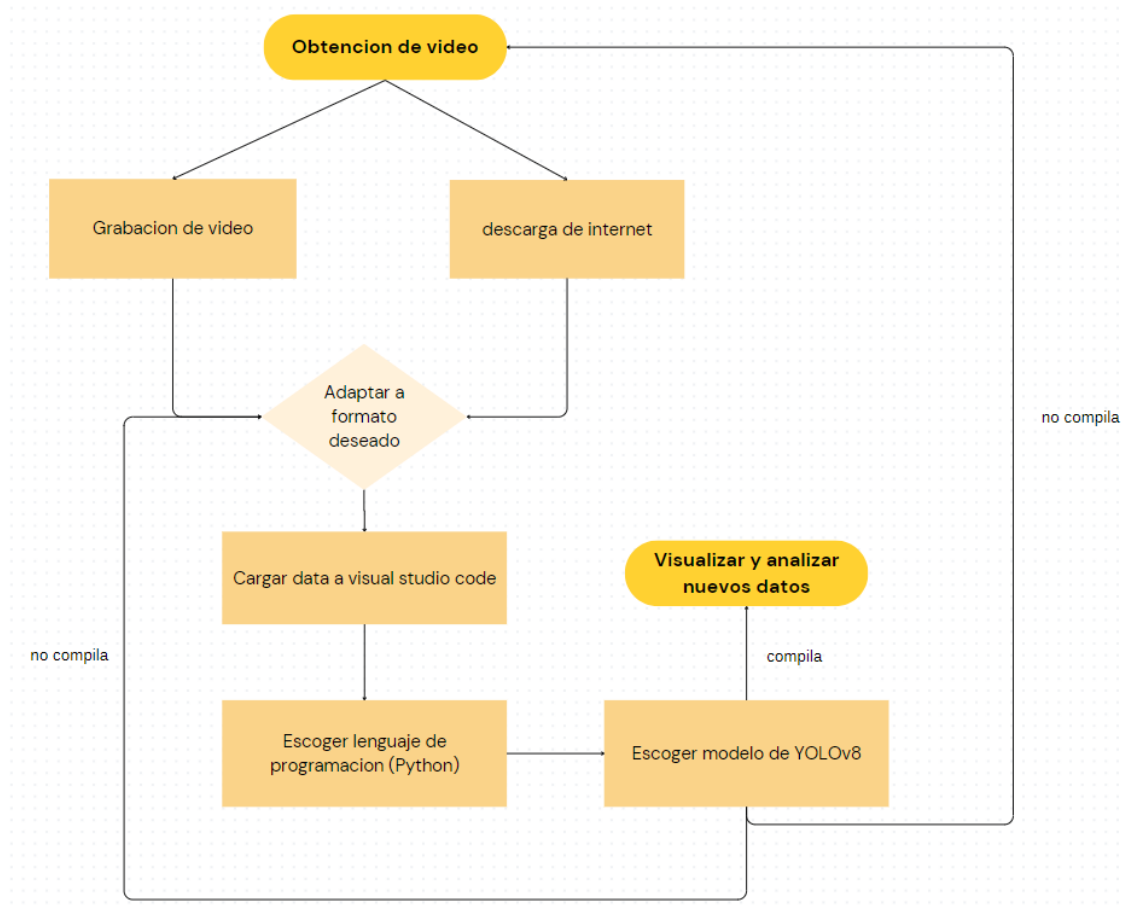 Obtencion de video
Grabacion de video
descarga de internet
Adaptar a
formato
deseado
no compila
Cargar data a visual studio code
Visualizar y analizar
nuevos datos
no compila
compila
Escoger lenguaje de
programacion (Python)
Escoger modelo de YOLOv8